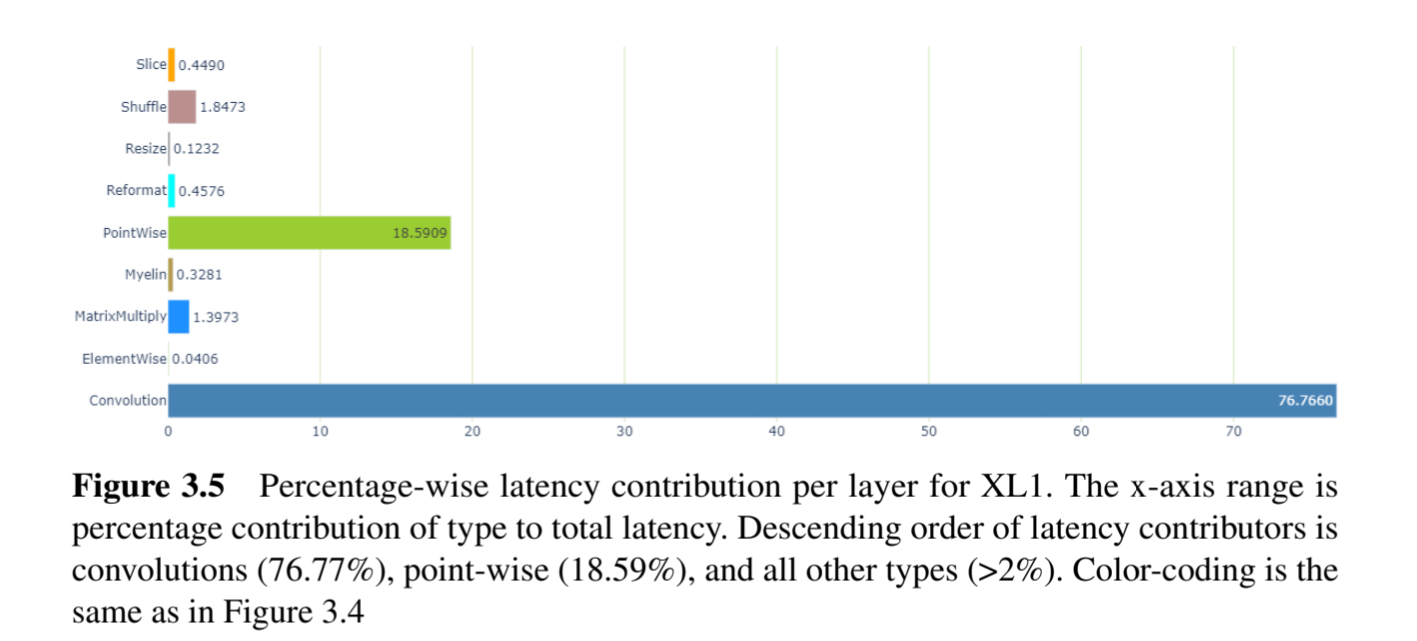 Slice 0.4490
Shuffle 1.8473
Resize 0.1232
Reformat 0.4576
PointWise 18.5909
Myelin 0.3281
MatrixMultiply 1.3973
ElementWise 0.0406
Convolution 76.7660
0 10 20 30 40 50 60 70
Figure 3.5 Percentage-wise latency contribution per layer for XL1. The x-axis range is
percentage contribution of type to total latency. Descending order of latency contributors is
convolutions (76.77%), point-wise (18.59%), and all other types (>2%). Color-coding is the
same as in Figure 3.4